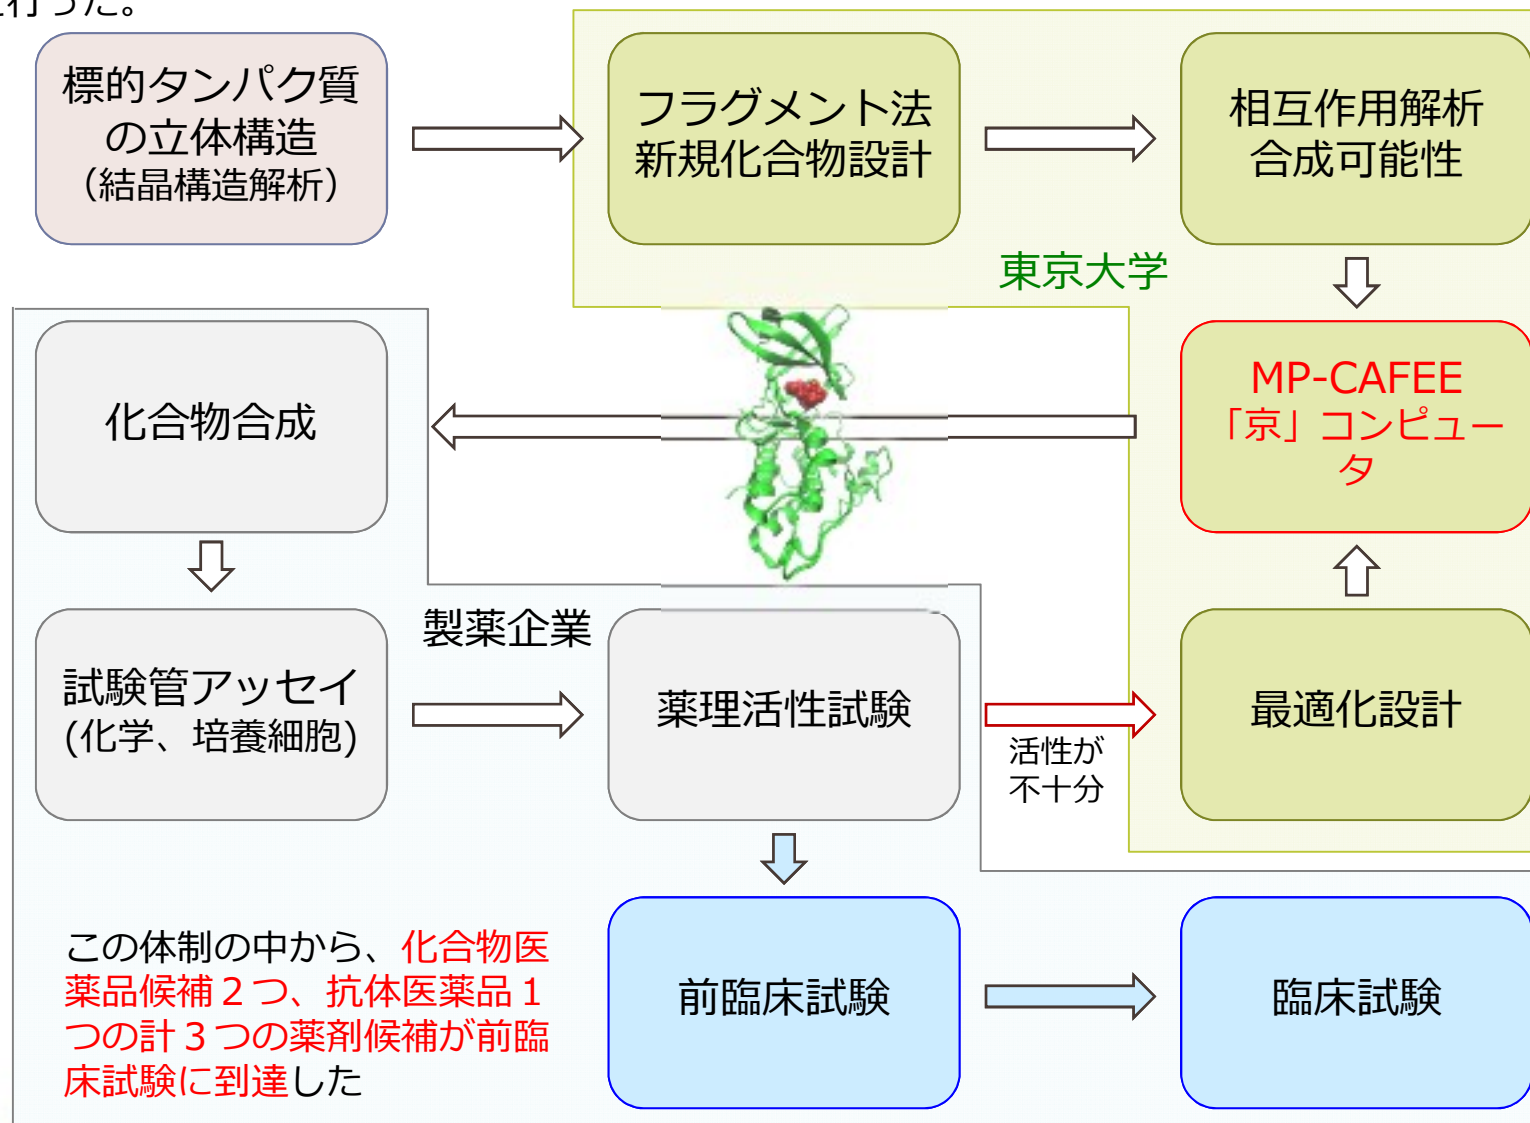 行った。
標的タンパク質
の立体構造
（結晶構造解析）
フラグメント法
新規化合物設計
相互作用解析
合成可能性
東京大学
MP-CAFEE
「京」コンピュー
タ
化合物合成
製薬企業
試験管アッセイ
(化学、培養細胞)
薬理活性試験
活性が
不十分
最適化設計
この体制の中から、化合物医
薬品候補２つ、抗体医薬品１
つの計３つの薬剤候補が前臨
床試験に到達した
前臨床試験
臨床試験